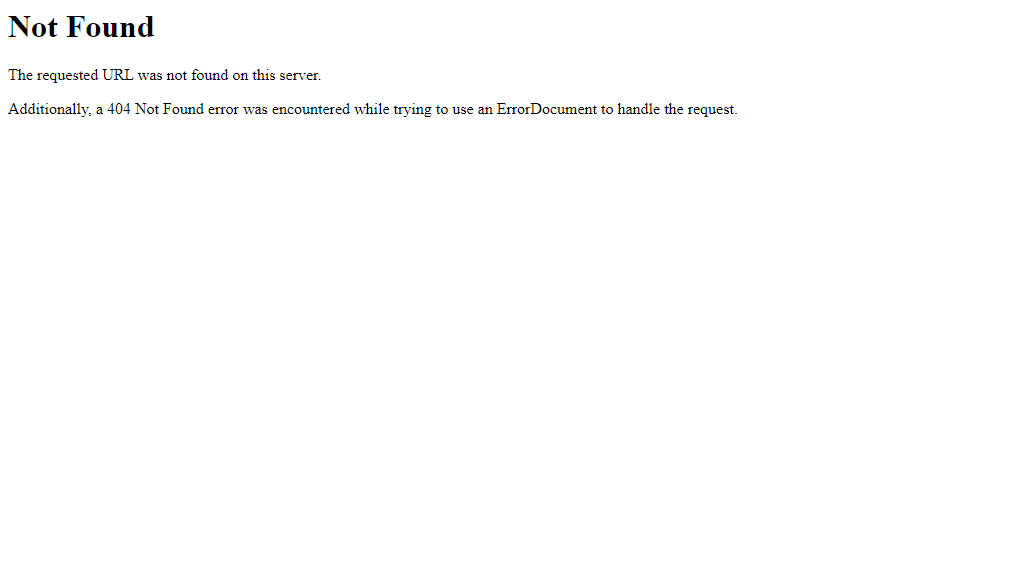 Not Found
The requested URL was not found on this server.
Additionally, a 404 Not Found error was encountered while trying to use an ErrorDocument to handle the request.